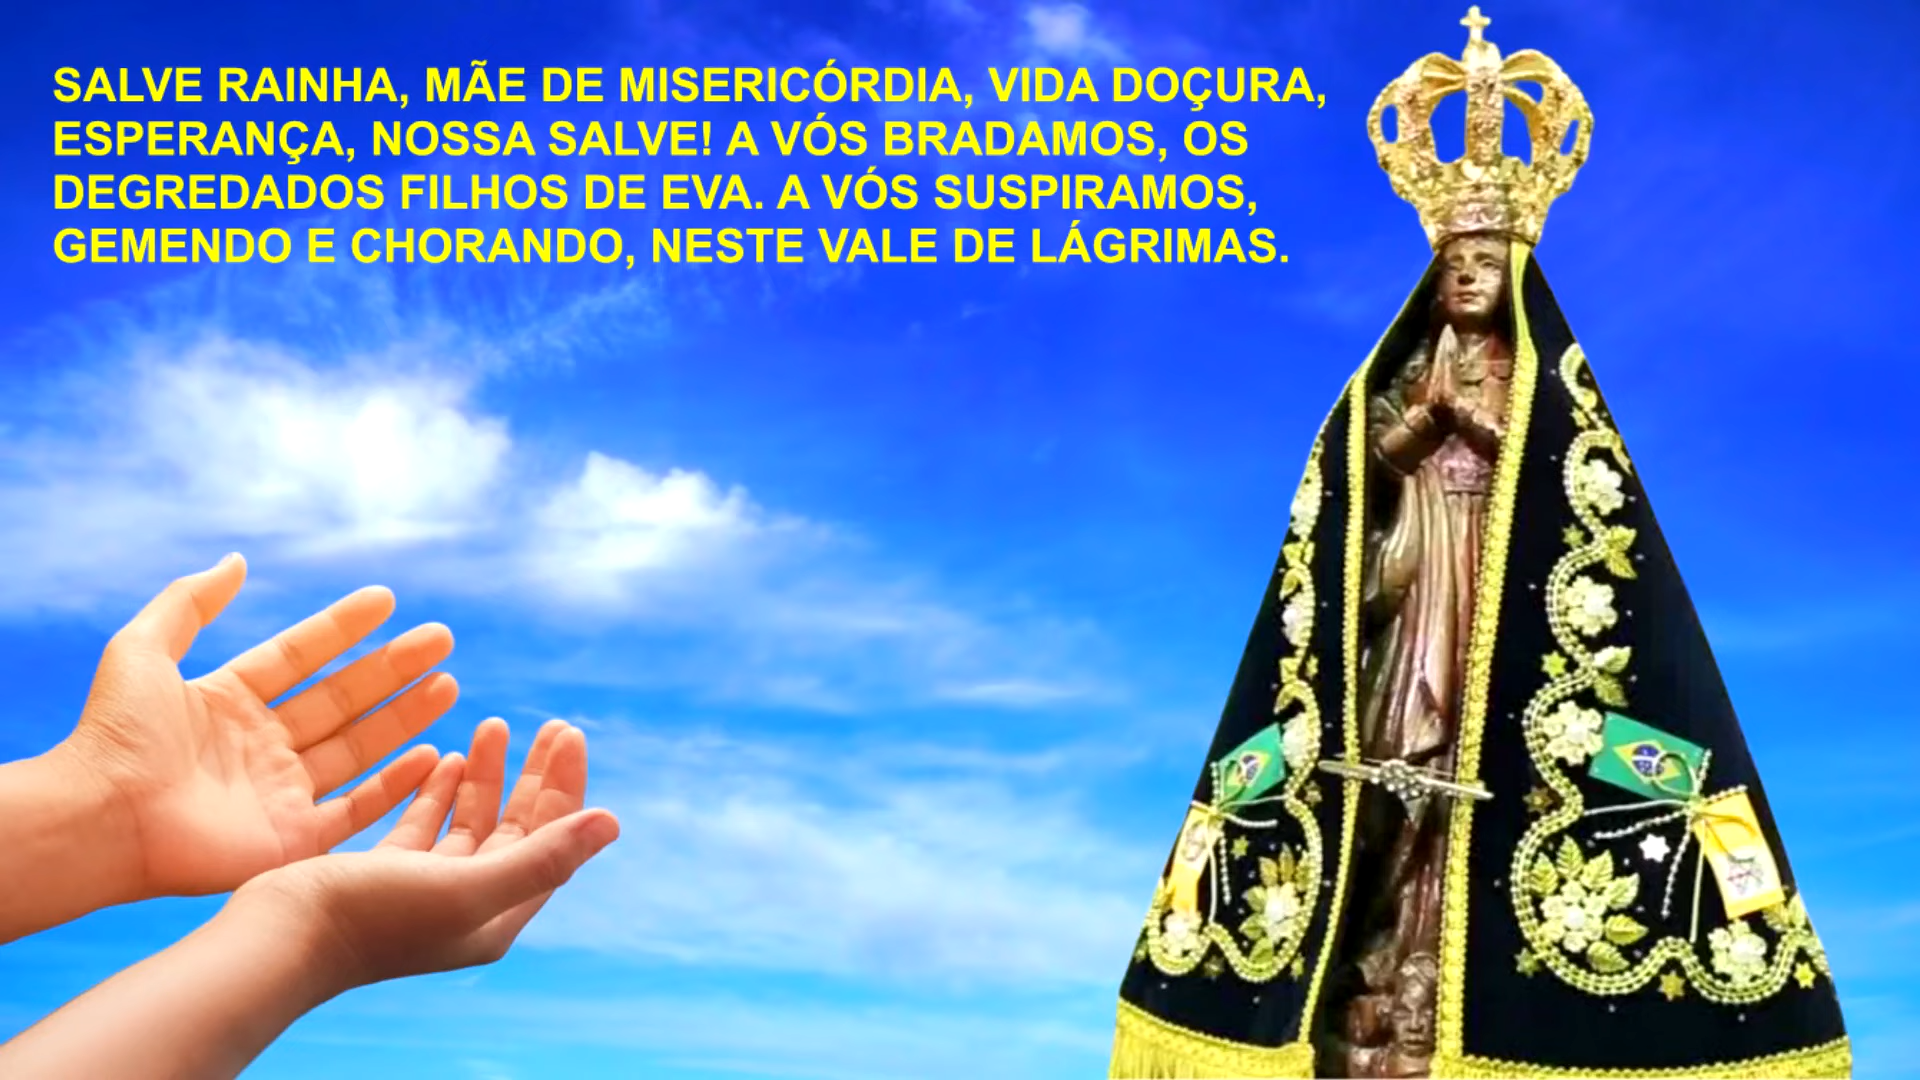 SALVE RAINHA, MÃE DE MISERICÓRDIA, VIDA DOÇURA,
ESPERANÇA, NOSSA SALVE! A VÓS BRADAMOS, OS
DEGREDADOS FILHOS DE EVA. A VÓS SUSPIRAMOS,
GEMENDO E CHORANDO, NESTE VALE DE LÁGRIMAS.